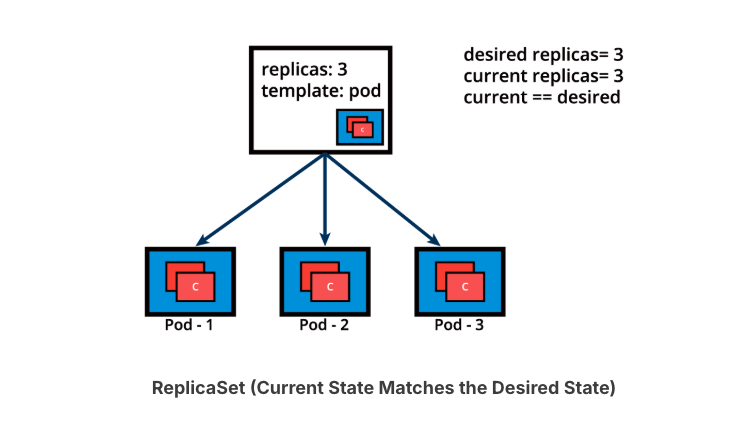 replicas: 3
template: pod
C
desired replicas= 3
current replicas= 3
current == desired
C
C
C
Pod - 1
Pod - 2
Pod - 3
ReplicaSet (Current State Matches the Desired State)